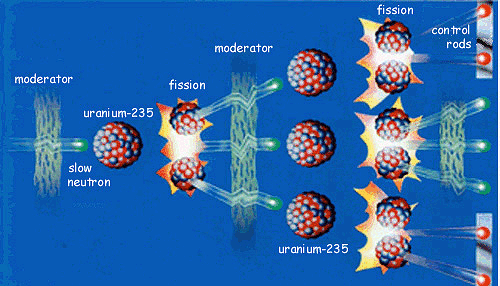 fission
control
rods
moderator
moderator
fission
uranium-235
slow
neutron
uranium-235